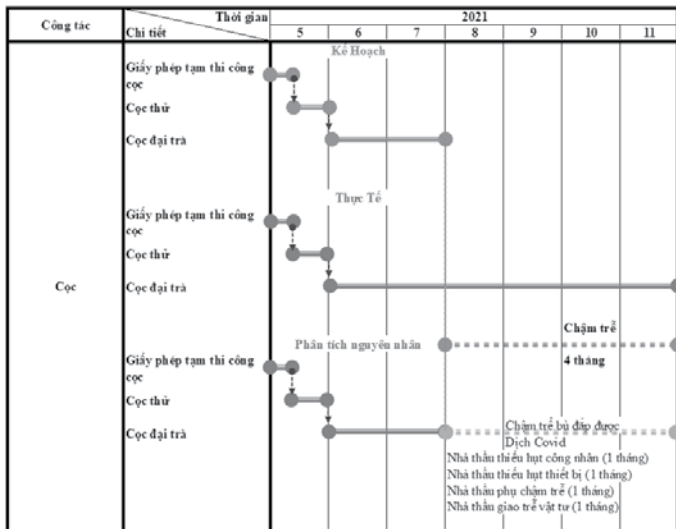 Công tác
Thời gian
Chi tiết
2021
5 6 7 8 9 10 11
Kế Hoạch
Giấy phép tạm thi công
cọc
Cọc thử
Cọc đại trà
Thực Tế
Giấy phép tạm thi công
cọc
Cọc thử
Cọc
Cọc đại trà
Chậm trễ
Phân tích nguyên nhân
4 tháng
Giấy phép tạm thi công
cọc
Cọc thử
Chậm trễ bù đắp được
Cọc đại trà
Dịch Covid
Nhà thầu thiếu hụt công nhân (1 tháng)
Nhà thầu thiếu hụt thiết bị (1 tháng)
Nhà thầu phụ chậm trễ (1 tháng)
Nhà thầu giao trễ vật tư (1 tháng)